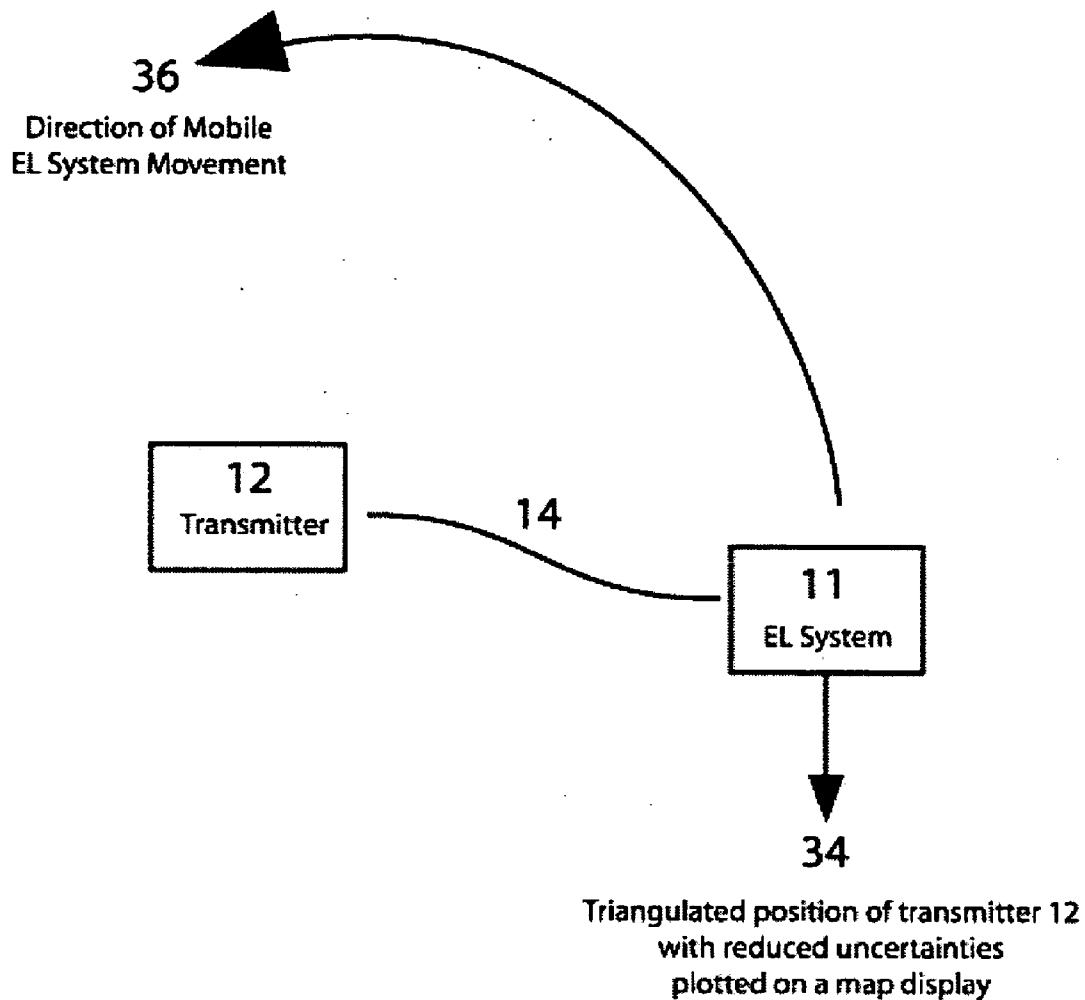 36
Direction of Mobile
EL System Movement
12
Transmitter
14
11
EL System
34
Triangulated position of transmitter 12
with reduced uncertainties
plotted on a map display